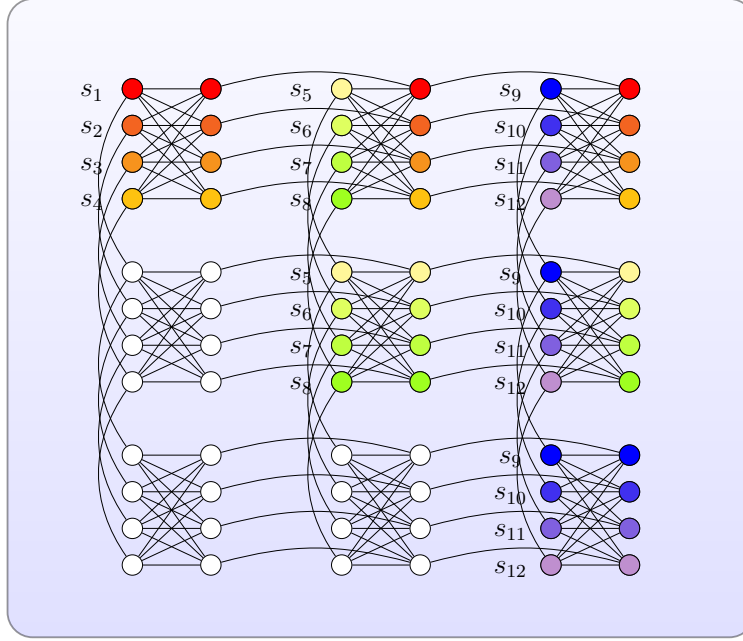 s₁ s₅ s₉
s₂ s₆ s₁₀
s₃ s₇ s₁₁
s₄ s₈ s₁₂
s₅ s₉
s₆ s₁₀
s₇ s₁₁
s₈ s₁₂
s₉
s₁₀
s₁₁
s₁₂